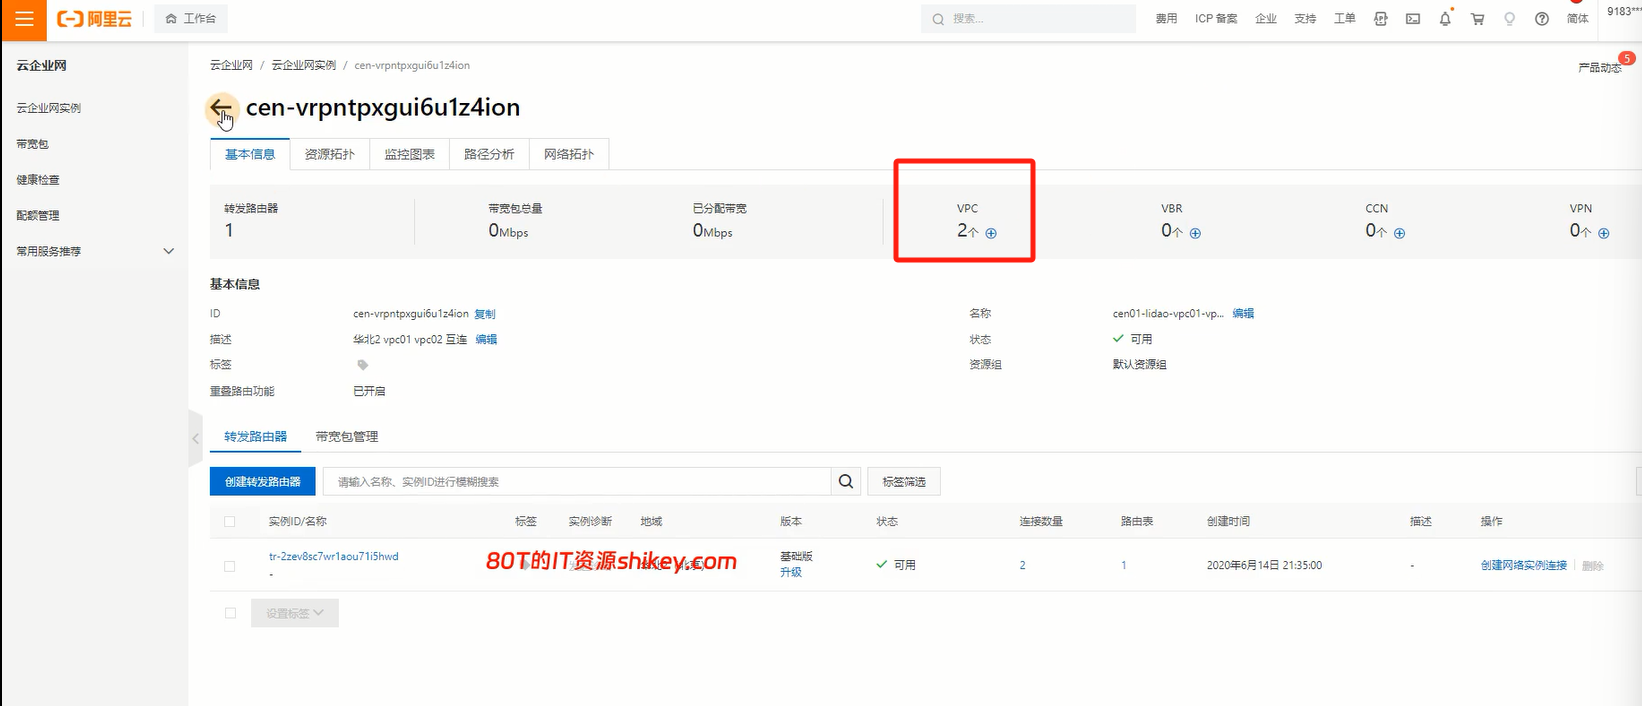 阿里云
工作台
搜索...
费用
ICP 备案
企业
支持
工单
简体
9183***
云企业网
云企业网实例
带宽包
健康检查
配额管理
常用服务推荐
云企业网 / 云企业网实例 / cen-vrpntpxgui6u1z4ion
产品动态
5
cen-vrpntpxgui6u1z4ion
基本信息
资源拓扑
监控图表
路径分析
网络拓扑
转发路由器
1
带宽包总量
0Mbps
已分配带宽
0Mbps
VPC
2个
VBR
0个
CCN
0个
VPN
0个
基本信息
ID
cen-vrpntpxgui6u1z4ion 复制
名称
cen01-lidao-vpc01-vp... 编辑
描述
华北2 vpc01 vpc02 互连 编辑
状态
可用
标签
资源组
默认资源组
重叠路由功能
已开启
转发路由器
带宽包管理
创建转发路由器
请输入名称、实例ID进行模糊搜索
标签筛选
实例ID/名称
标签
实例诊断
地域
版本
状态
连接数量
路由表
创建时间
描述
操作
tr-2zev8sc7wr1aou71i5hwd
-
80T的IT资源shikey.com
基础版
升级
可用
2
1
2020年6月14日 21:35:00
-
创建网络实例连接
删除
设置标签